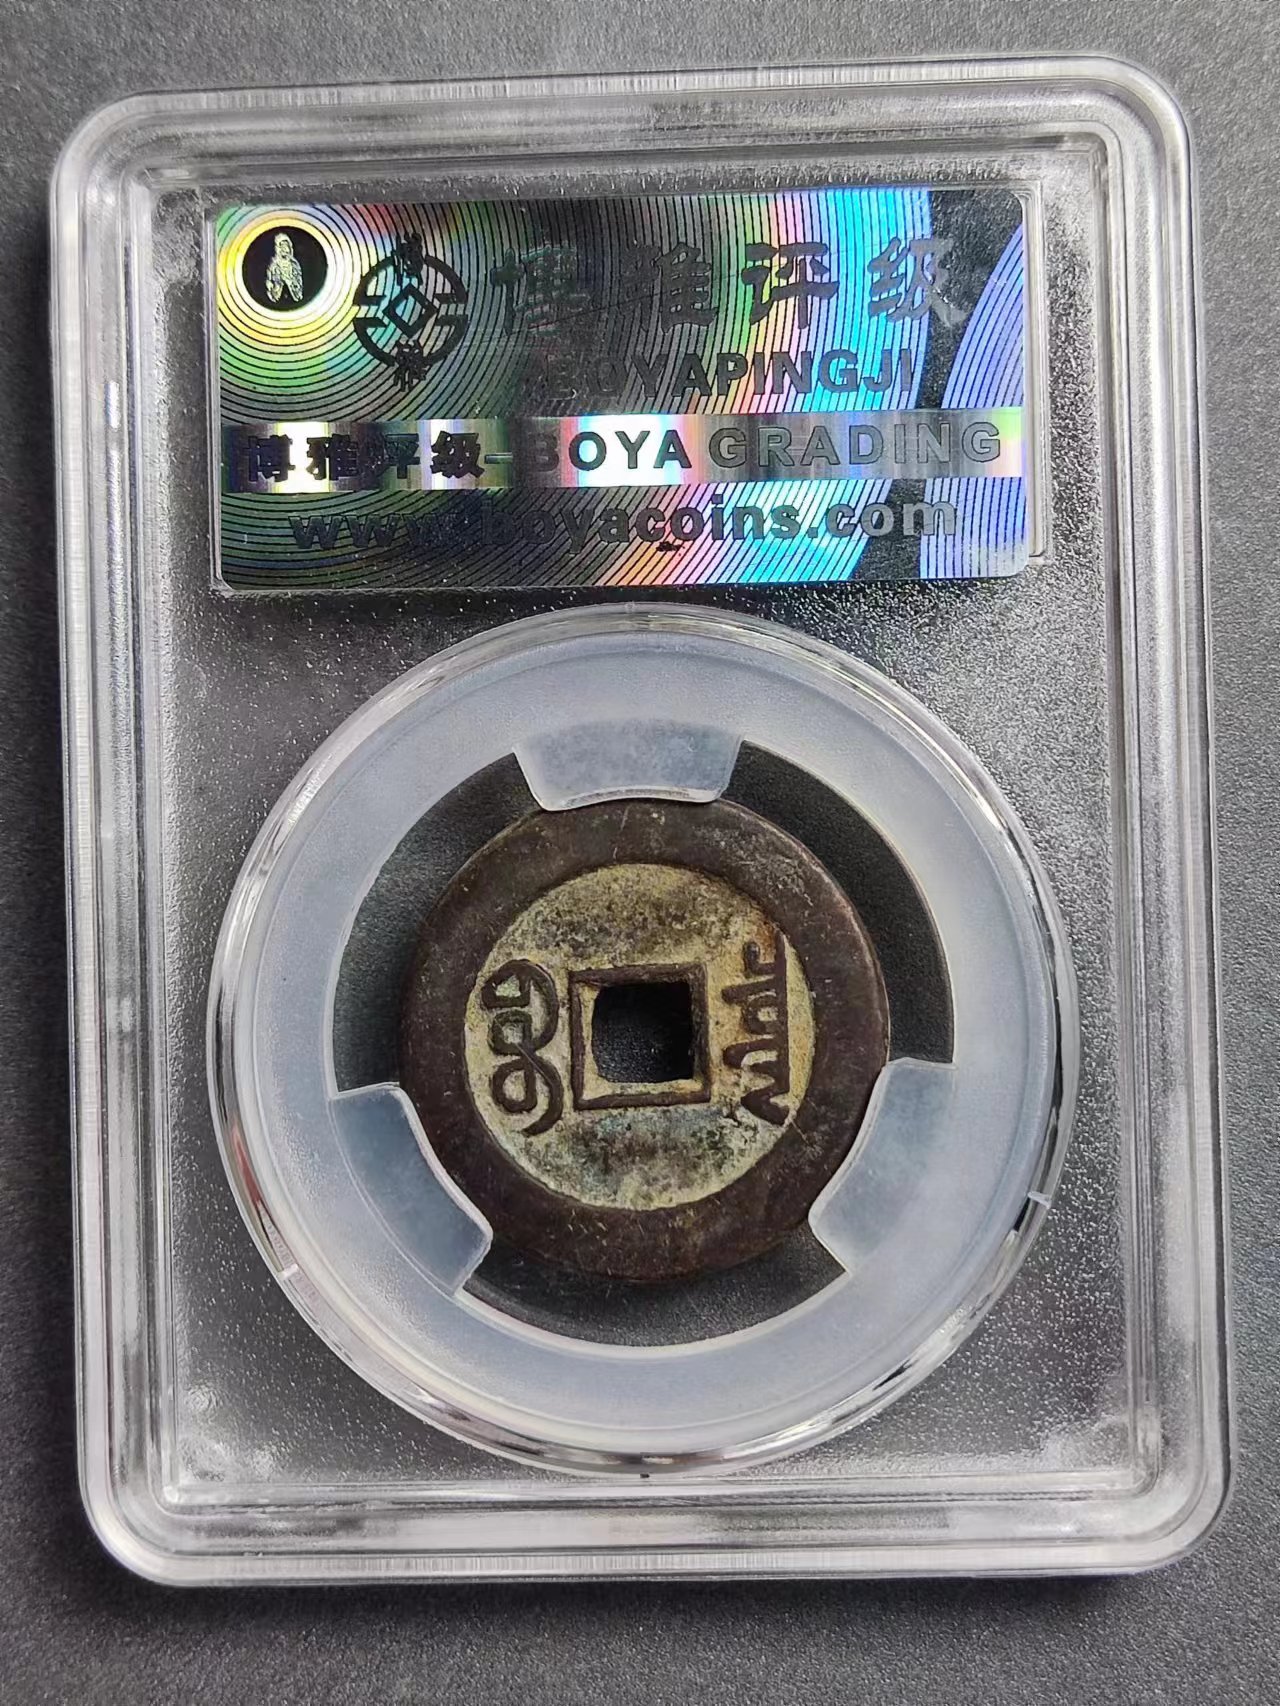 博雅评级
BOYAPINGJI
博雅评级-BOYA GRADING
www.boyacoins.com